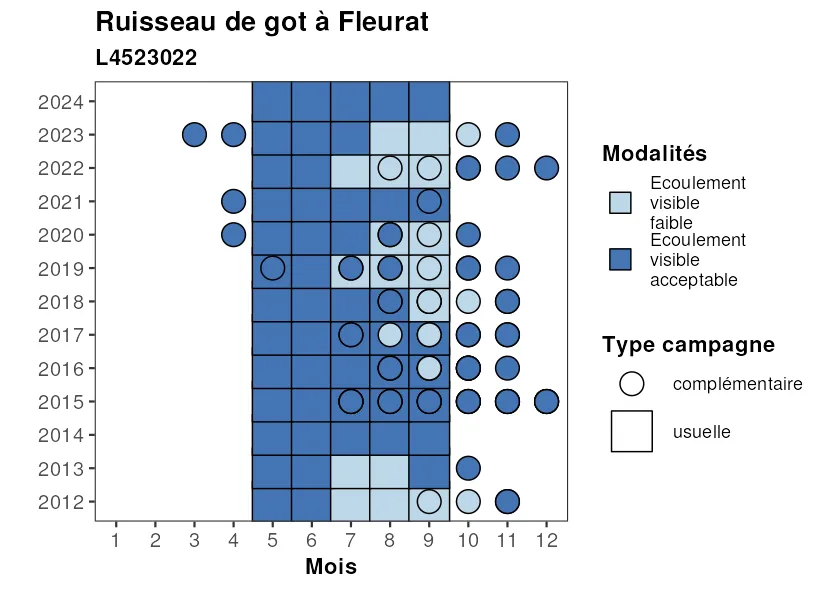 Ruisseau de got à Fleurat
L4523022
2024
2023
2022
2021
2020
2019
2018
2017
2016
2015
2014
2013
2012
1 2 3 4 5 6 7 8 9 10 11 12
Mois
Modalités
Ecoulement
visible
faible
Ecoulement
visible
acceptable
Type campagne
complémentaire
usuelle